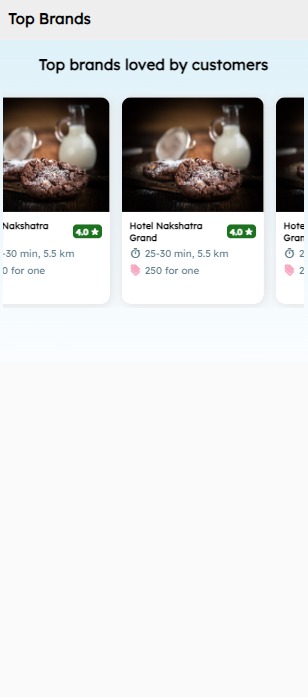 Top Brands
Top brands loved by customers
Nakshatra
4.0 ★
-30 min, 5.5 km
0 for one
Hotel Nakshatra
Grand
4.0 ★
25-30 min, 5.5 km
250 for one
Hote
Gran
2
2